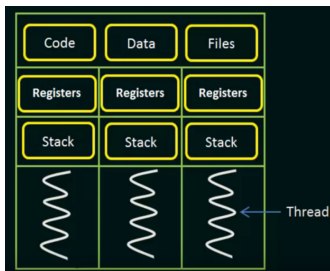 Code Data Files
Registers Registers Registers
Stack Stack Stack
Thread